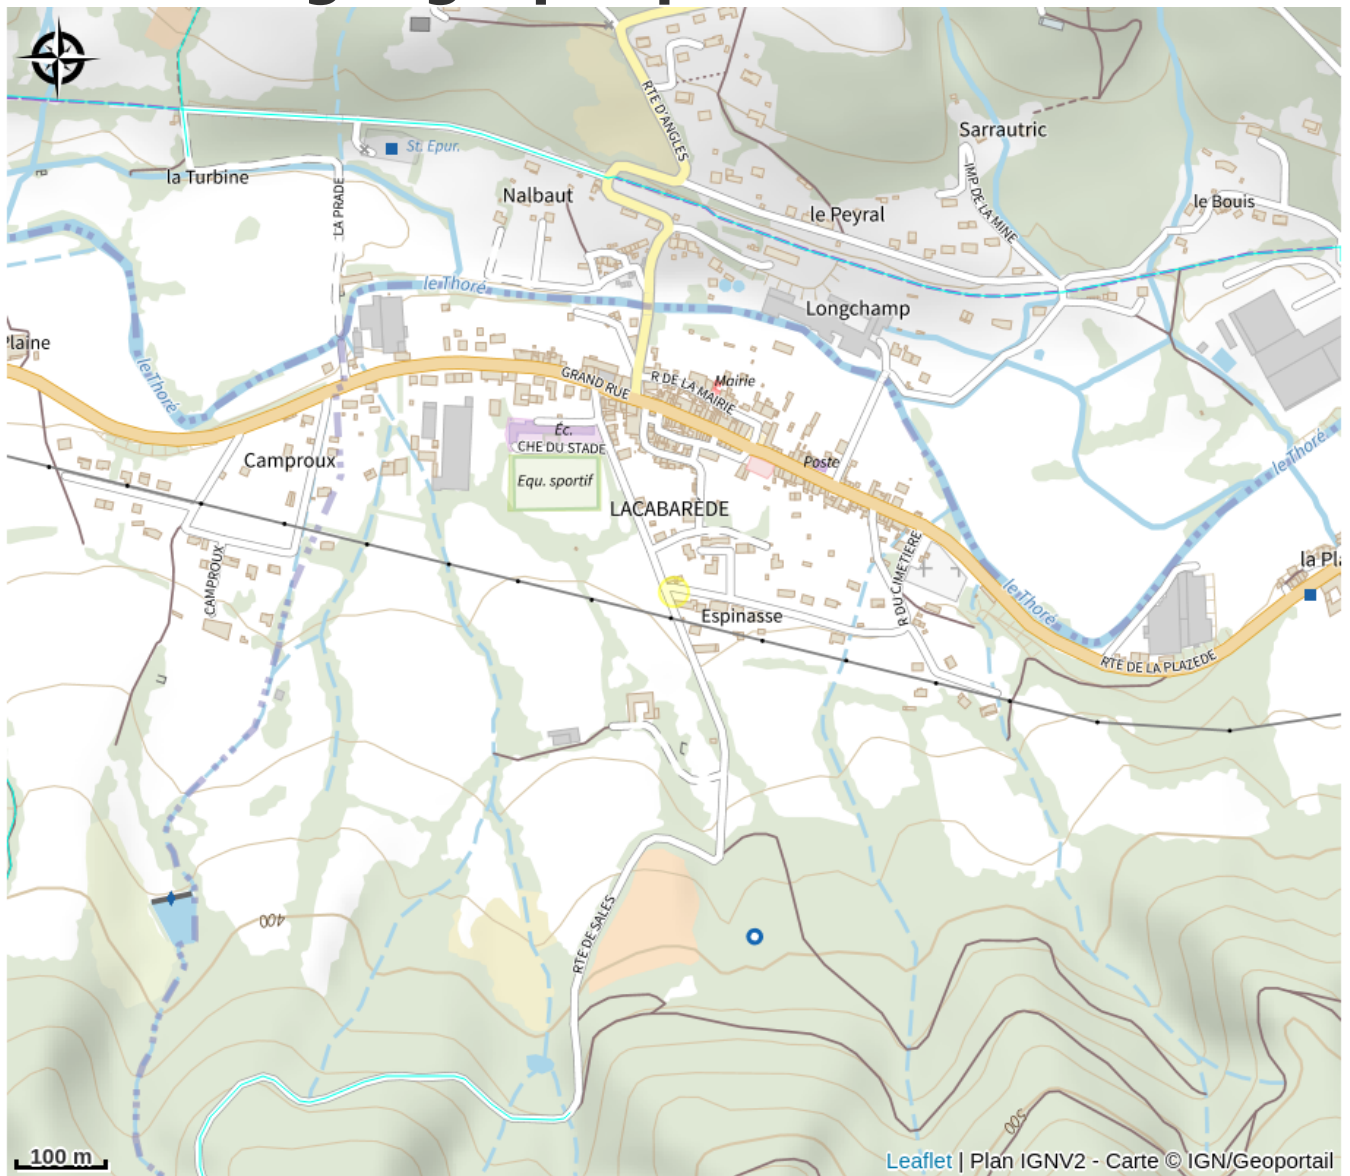 RTE D'ANGLES
Sarrautric
St. Epur.
la Turbine
LA PRADE
Nalbaut
IMP DE LA MINE
le Bouis
le Peyral
le Thoré
Longchamp
Plaine
le Thoré
GRAND RUE
R DE LA MAIRIE
Mairie
Éc.
CHE DU STADE
le Thoré
Camproux
Equ. sportif
Poste
LACABARÈDE
CAMPROUX
R DU CIMETIERE
le Thoré
Espinasse
RTE DE LA PLAZEDE
400
RTE DE SALES
500
100 m
Leaflet | Plan IGNV2 - Carte © IGN/Geoportail